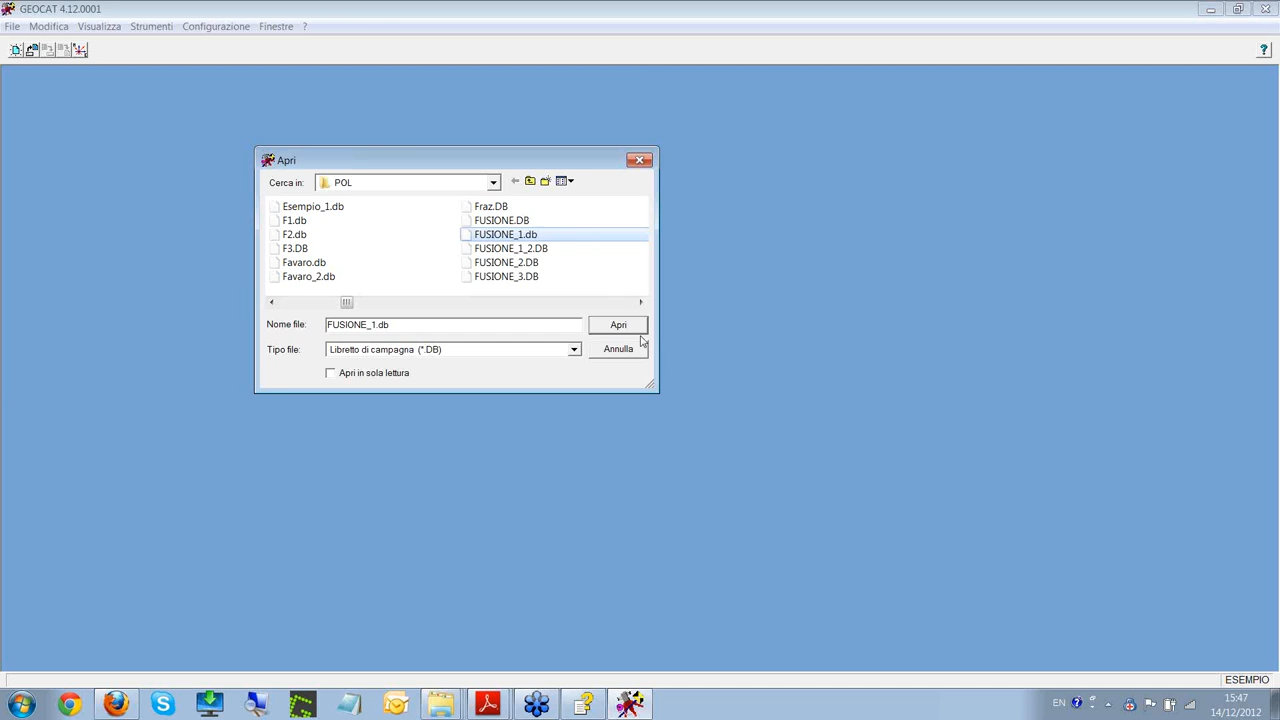 GEOCAT 4.12.0001
File Modifica Visualizza Strumenti Configurazione Finestre ?
?
Apri
Cerca in: POL
Esempio_1.db
F1.db
F2.db
F3.DB
Favaro.db
Favaro_2.db
Fraz.DB
FUSIONE.DB
FUSIONE_1.db
FUSIONE_1_2.DB
FUSIONE_2.DB
FUSIONE_3.DB
Nome file: FUSIONE_1.db Apri
Tipo file: Libretto di campagna (*.DB) Annulla
Apri in sola lettura
ESEMPIO
EN 15:47
14/12/2012